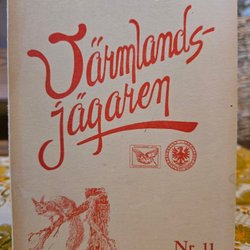 Värmlands-
jägaren
Nr 11